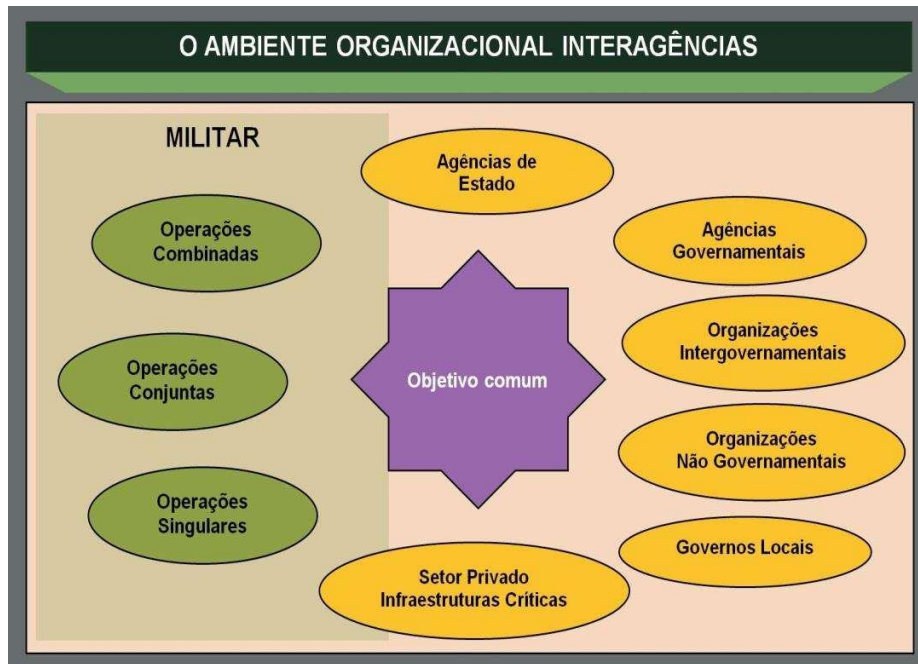 O AMBIENTE ORGANIZACIONAL INTERAGÊNCIAS
MILITAR
Operações
Combinadas
Operações
Conjuntas
Operações
Singulares
Agências de
Estado
Objetivo comum
Setor Privado
Infraestruturas Críticas
Agências
Governamentais
Organizações
Intergovernamentais
Organizações
Não Governamentais
Governos Locais